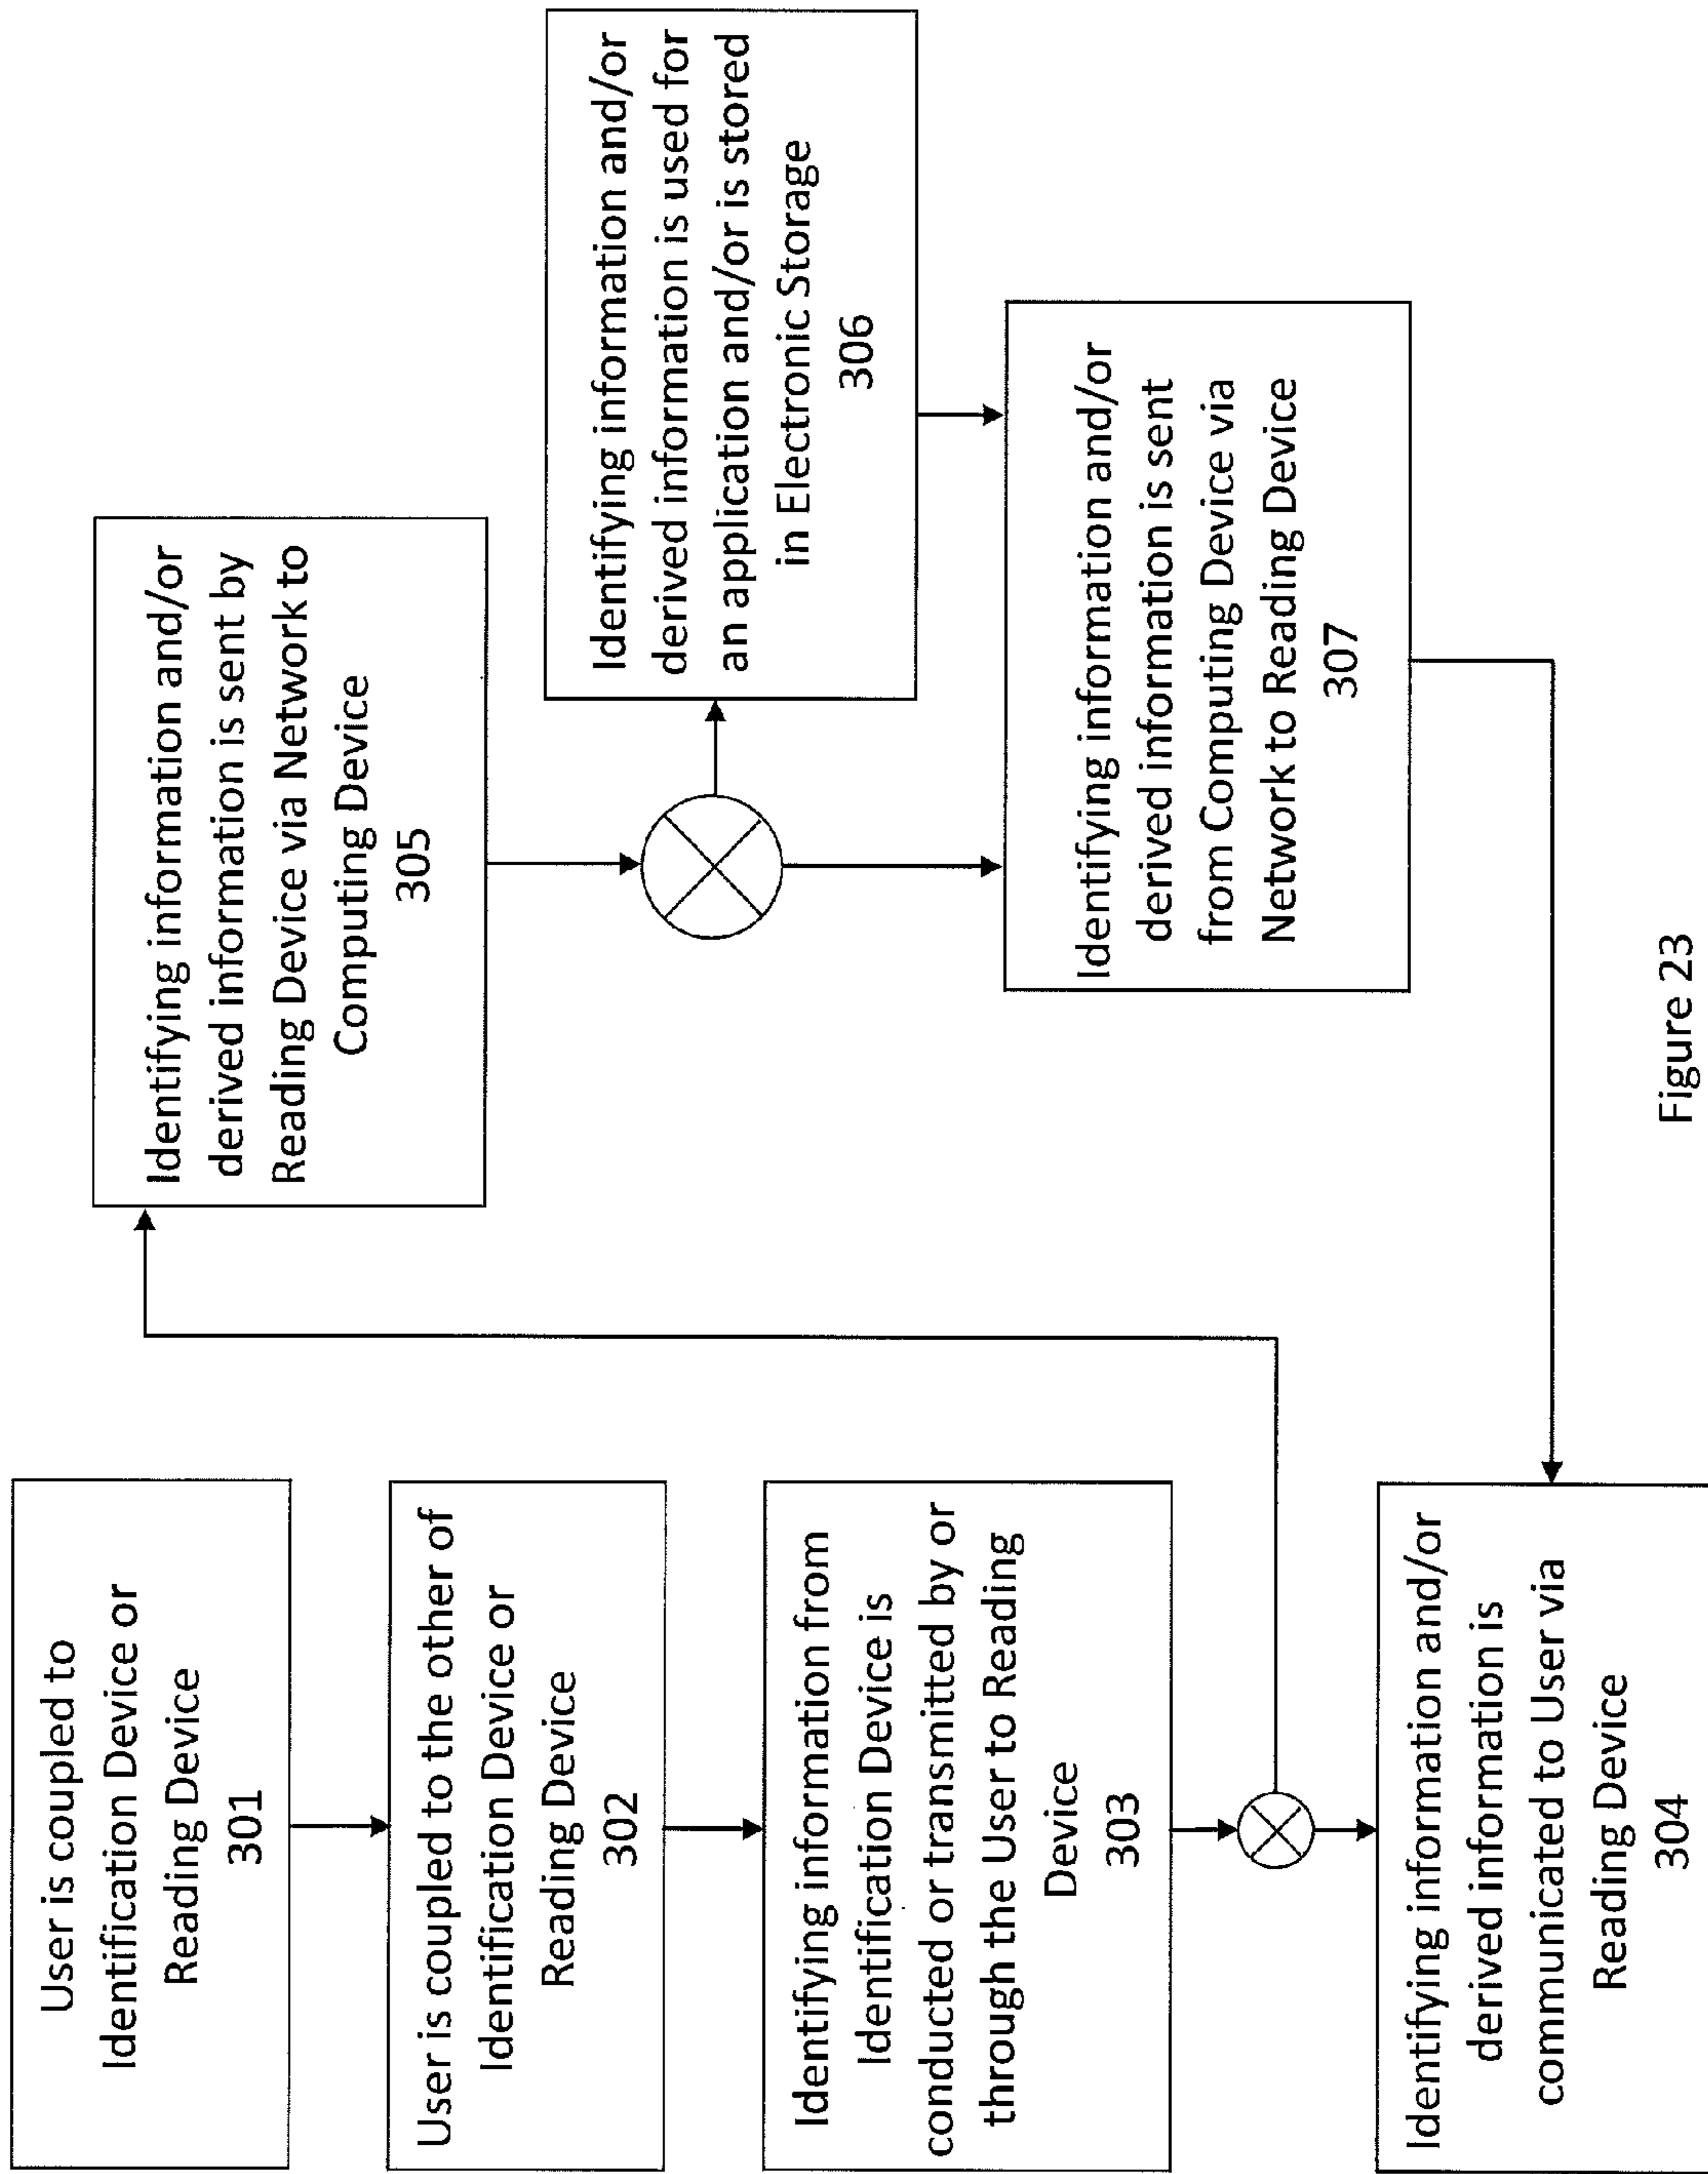 User is coupled to
Identification Device or
Reading Device
301
User is coupled to the other of
Identification Device or
Reading Device
302
Identifying information from
Identification Device is
conducted or transmitted by or
through the User to Reading
Device
303
Identifying information and/or
derived information is
communicated to User via
Reading Device
304
Identifying information and/or
derived information is sent by
Reading Device via Network to
Computing Device
305
Identifying information and/or
derived information is used for
an application and/or is stored
in Electronic Storage
306
Identifying information and/or
derived information is sent
from Computing Device via
Network to Reading Device
307
Figure 23